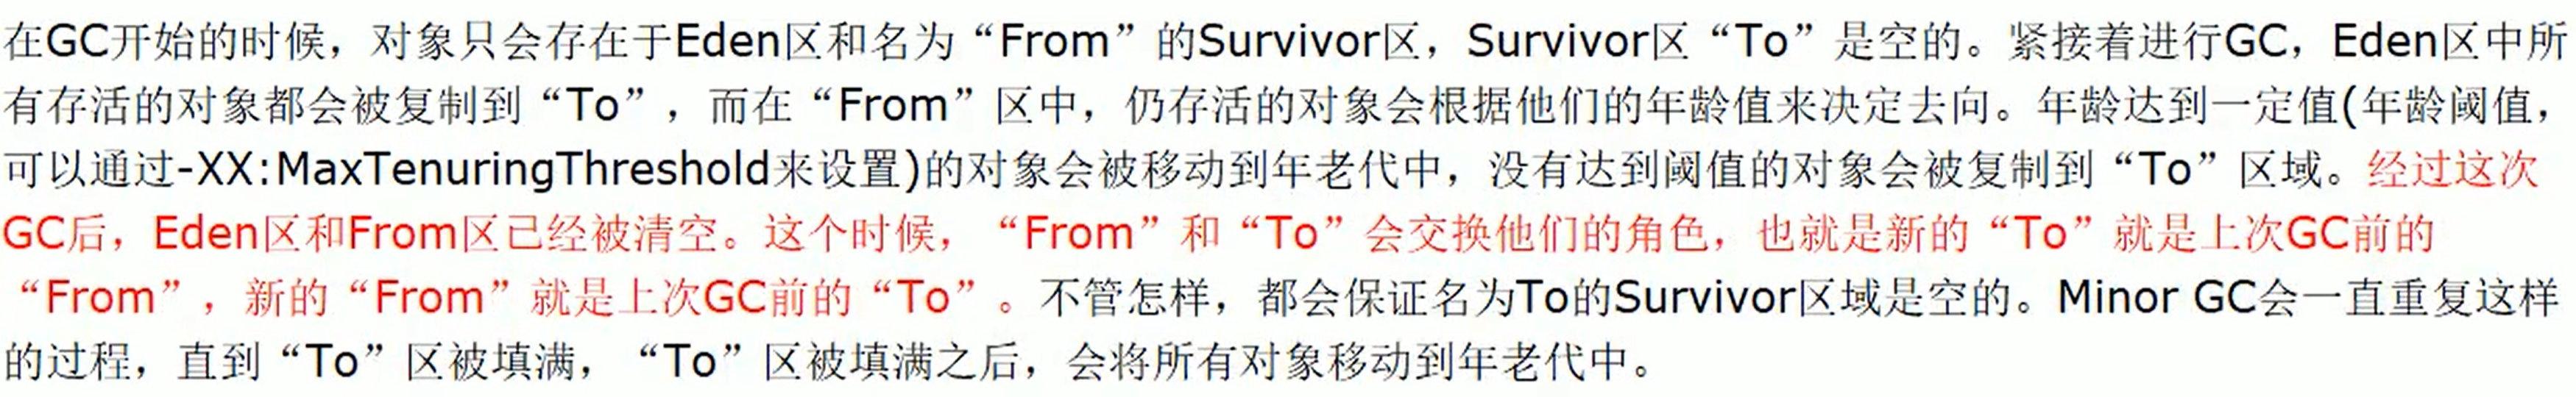 在GC开始的时候，对象只会存在于Eden区和名为“From”的Survivor区，Survivor区“To”是空的。紧接着进行GC，Eden区中所
有存活的对象都会被复制到“To”，而在“From”区中，仍存活的对象会根据他们的年龄值来决定去向。年龄达到一定值(年龄阈值，
可以通过-XX:MaxTenuringThreshold来设置)的对象会被移动到年老代中，没有达到阈值的对象会被复制到“To”区域。经过这次
GC后，Eden区和From区已经被清空。这个时候，“From”和“To”会交换他们的角色，也就是新的“To”就是上次GC前的
“From”，新的“From”就是上次GC前的“To”。不管怎样，都会保证名为To的Survivor区域是空的。Minor GC会一直重复这样
的过程，直到“To”区被填满，“To”区被填满之后，会将所有对象移动到年老代中。